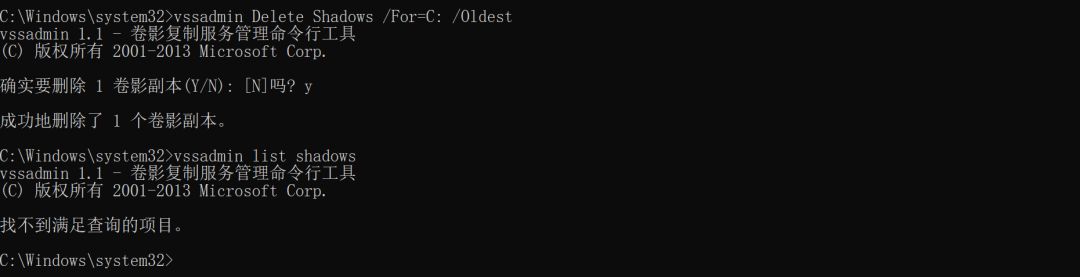 C:\Windows\system32>vssadmin Delete Shadows /For=C: /Oldest
vssadmin 1.1 - 卷影复制服务管理命令行工具
(C) 版权所有 2001-2013 Microsoft Corp.
确实要删除 1 卷影副本(Y/N): [N]吗? y
成功地删除了 1 个卷影副本。
C:\Windows\system32>vssadmin list shadows
vssadmin 1.1 - 卷影复制服务管理命令行工具
(C) 版权所有 2001-2013 Microsoft Corp.
找不到满足查询的项目。
C:\Windows\system32>